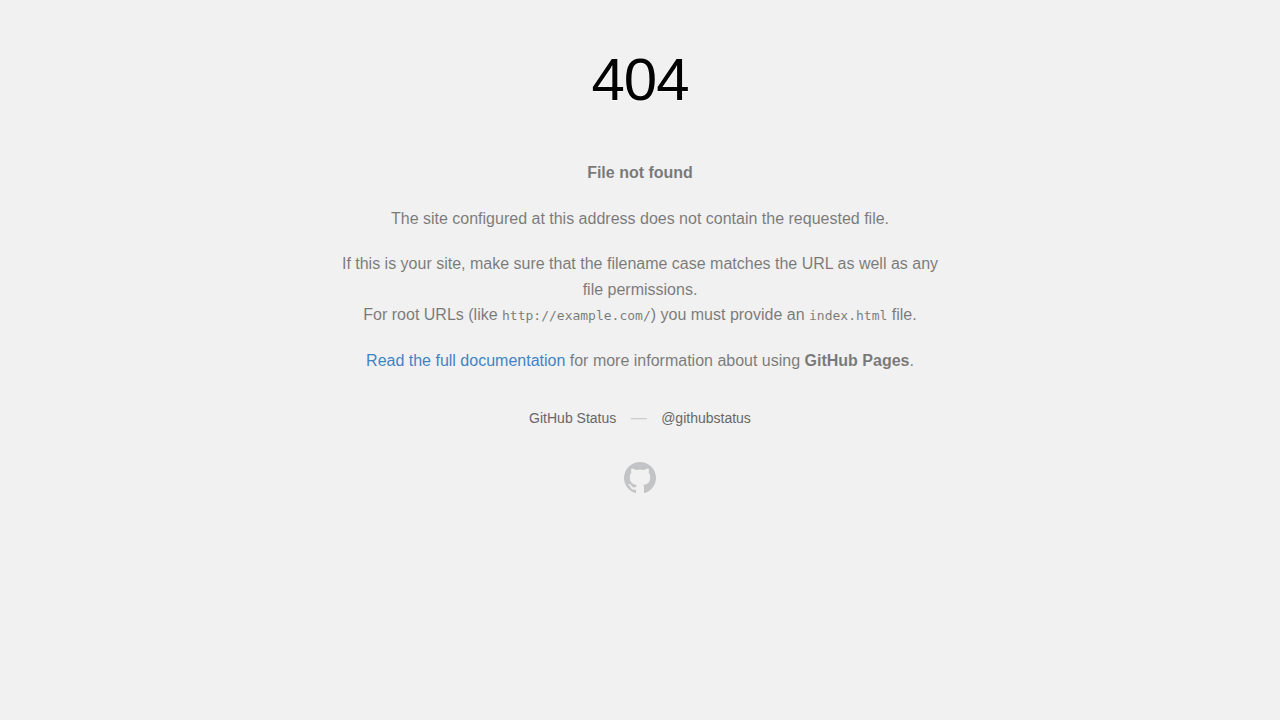 404
File not found
The site configured at this address does not contain the requested file.
If this is your site, make sure that the filename case matches the URL as well as any
file permissions.
For root URLs (like http://example.com/) you must provide an index.html file.
Read the full documentation for more information about using GitHub Pages.
GitHub Status — @githubstatus